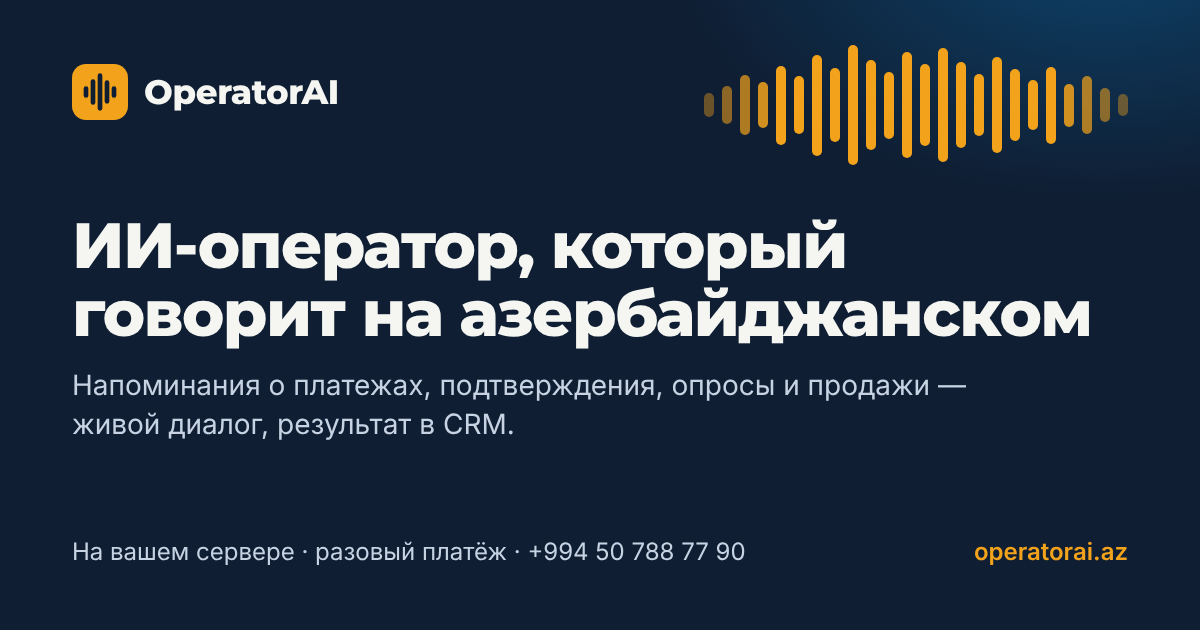 OperatorAI
ИИ-оператор, который
говорит на азербайджанском
Напоминания о платежах, подтверждения, опросы и продажи —
живой диалог, результат в CRM.
На вашем сервере · разовый платёж · +994 50 788 77 90
operatorai.az